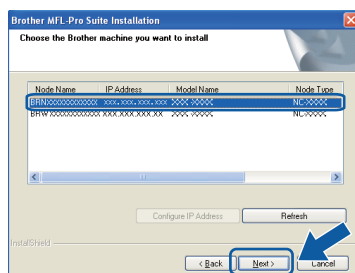 Brother MFL-Pro Suite Installation
Choose the Brother machine you want to install
Node Name IP Address Model Name Node Type
BRNXXXXXXXXXXXX XXX.XXX.XXX.XXX XXX-XXXX NC-XXXX
BRWXXXXXXXXXXXX XXX.XXX.XXX.XX XXX-XXXX NC-XXXX
Configure IP Address Refresh
InstallShield
< Back Next > Cancel